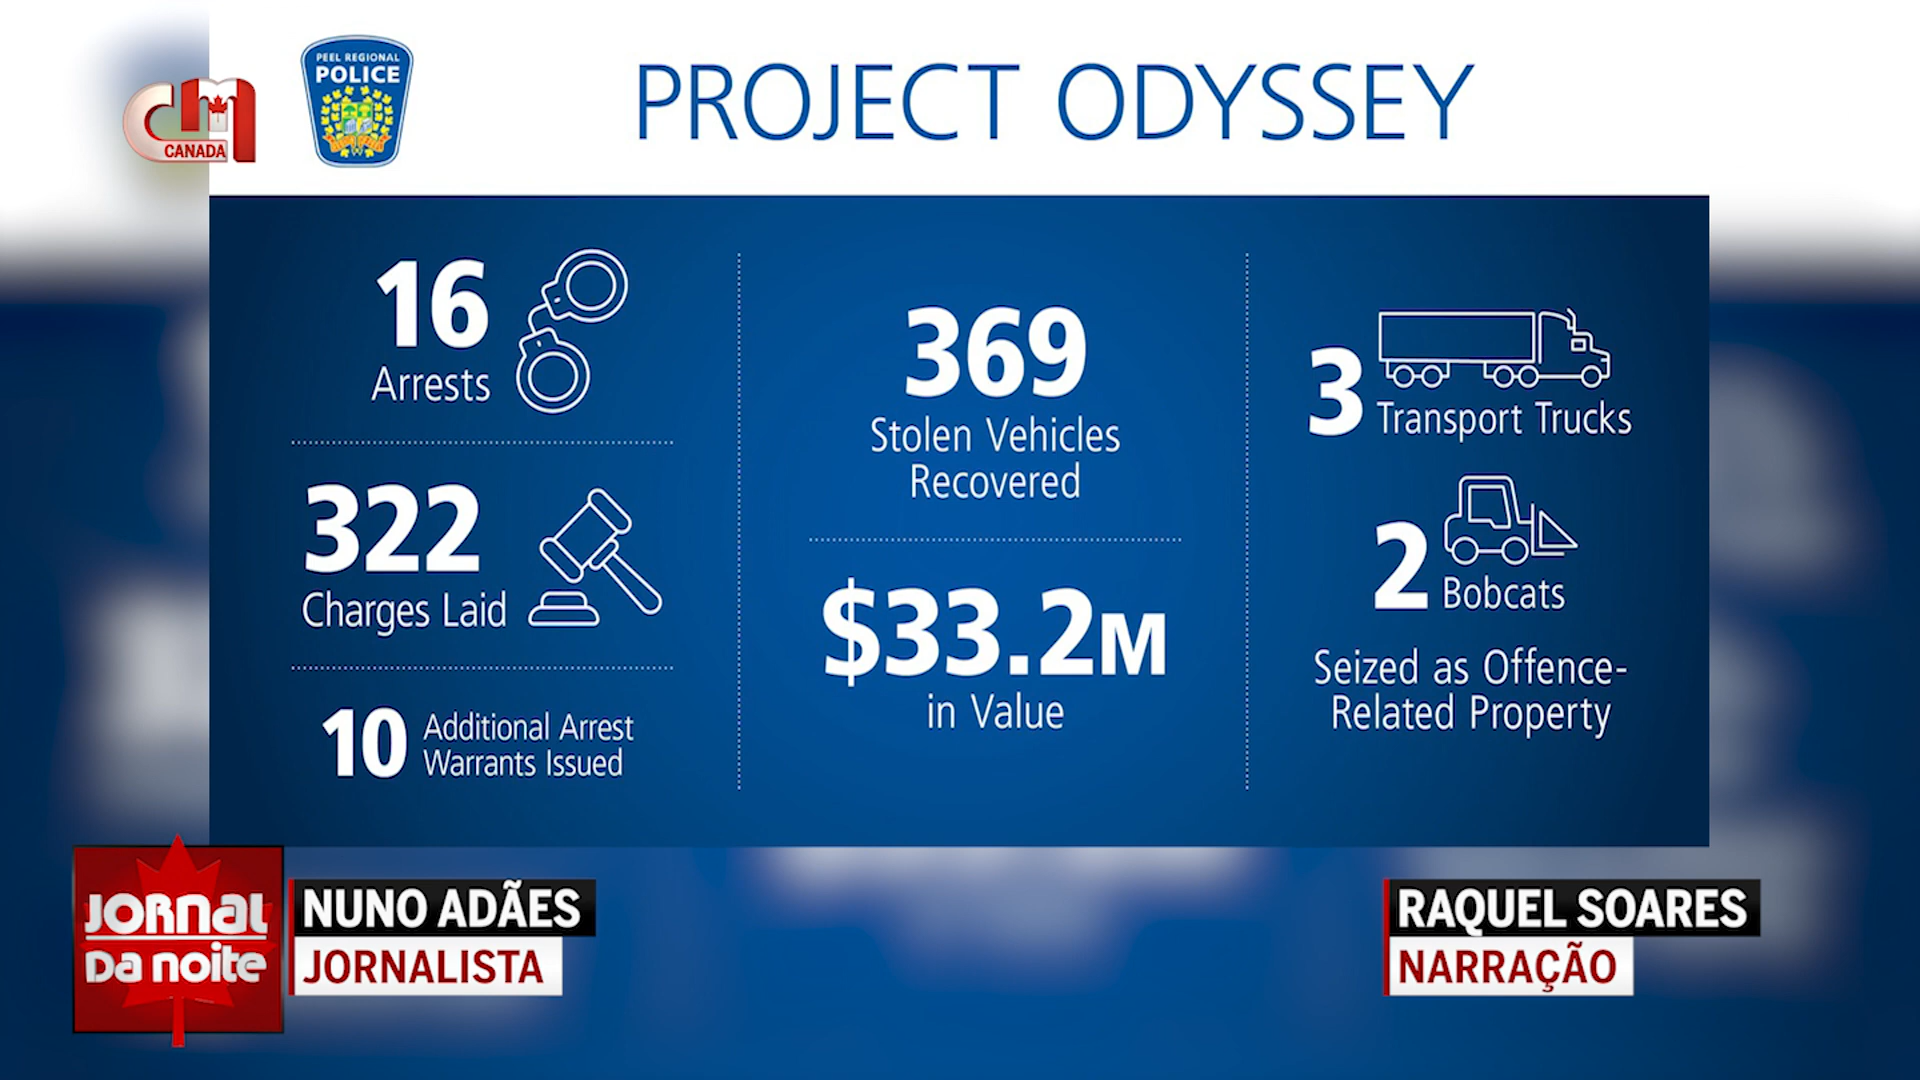 CM
CANADA
PEEL REGIONAL
POLICE
PROJECT ODYSSEY
16
Arrests
322
Charges Laid
10 Additional Arrest
Warrants Issued
369
Stolen Vehicles
Recovered
$33.2M
in Value
3 Transport Trucks
2 Bobcats
Seized as Offence-
Related Property
JORNAL
DA NOITE
NUNO ADÃES
JORNALISTA
RAQUEL SOARES
NARRAÇÃO